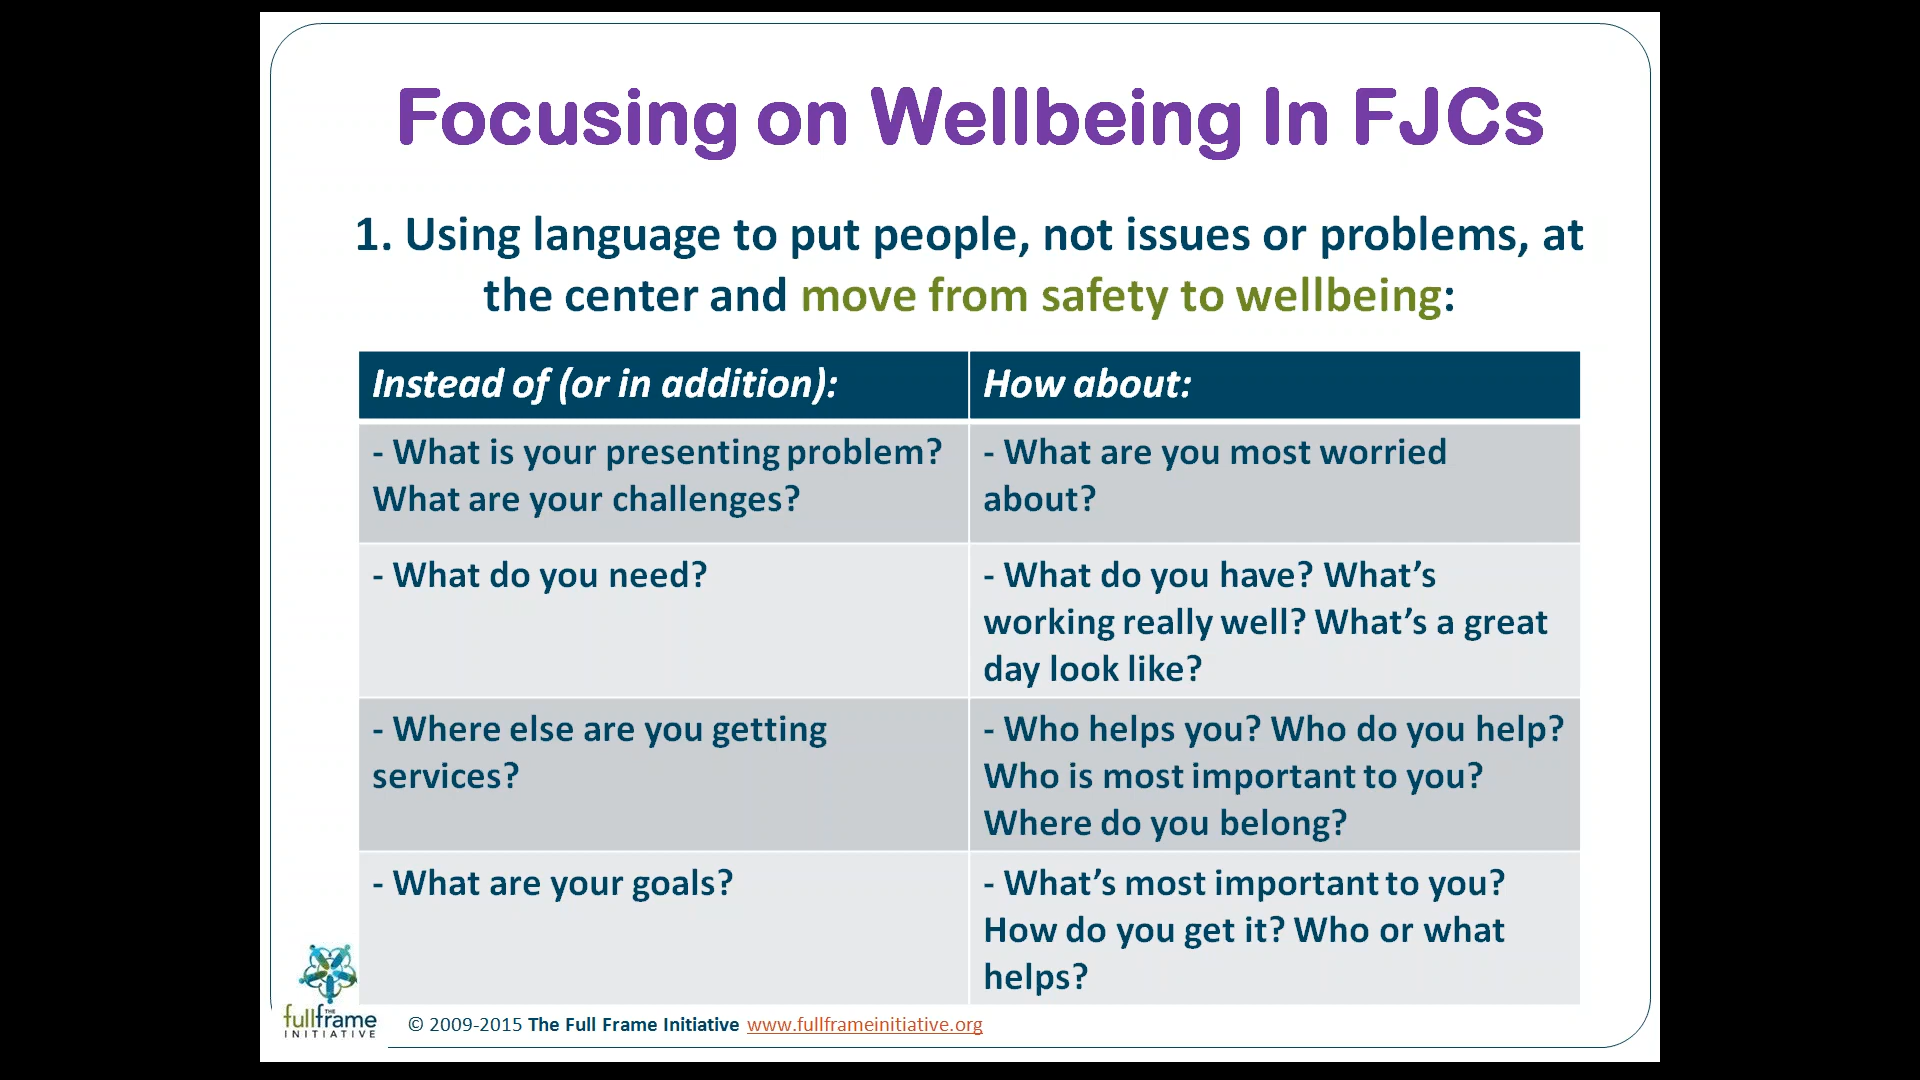 Focusing on Wellbeing In FJCs
1. Using language to put people, not issues or problems, at
the center and move from safety to wellbeing:
Instead of (or in addition):
How about:
- What is your presenting problem?
What are your challenges?
- What are you most worried
about?
- What do you need?
- What do you have? What’s
working really well? What’s a great
day look like?
- Where else are you getting
services?
- Who helps you? Who do you help?
Who is most important to you?
Where do you belong?
- What are your goals?
- What’s most important to you?
How do you get it? Who or what
helps?
THE
fullframe
INITIATIVE
© 2009-2015 The Full Frame Initiative www.fullframeinitiative.org